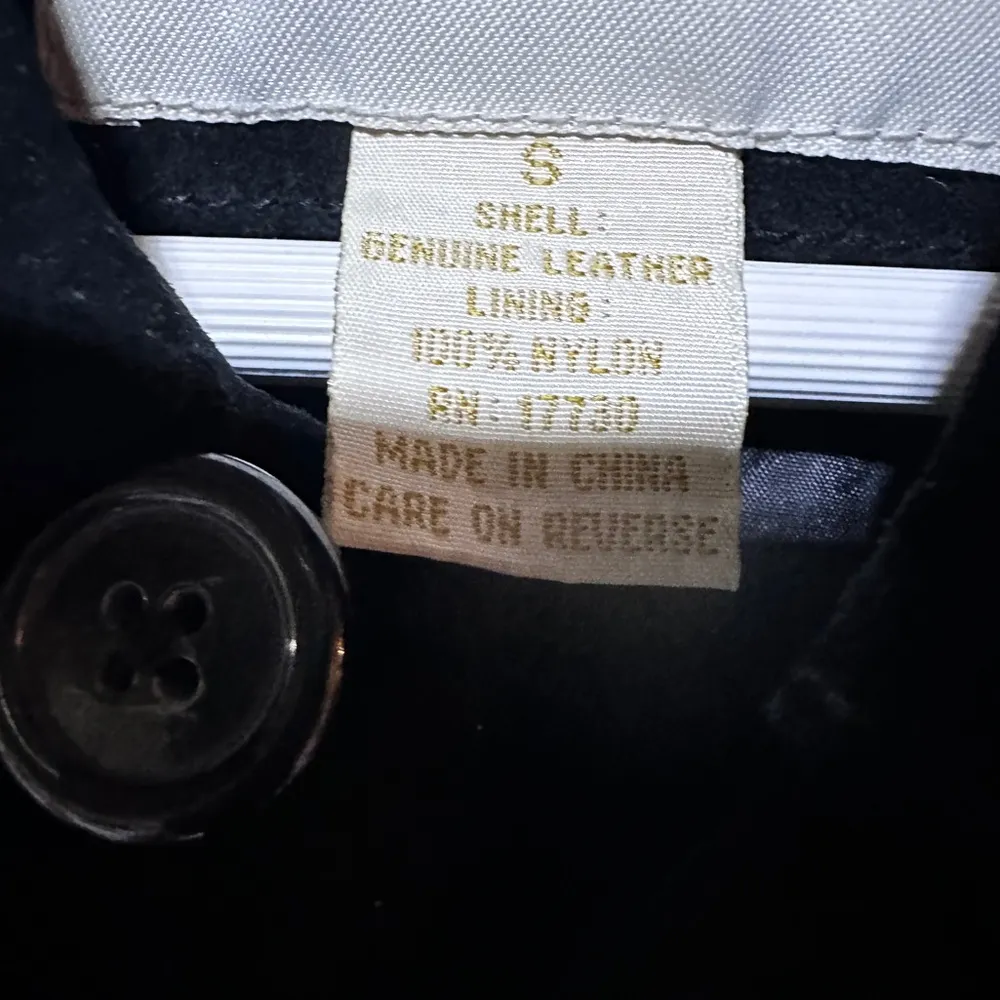 S
SHELL:
GENUINE LEATHER
LINING:
100% NYLON
RN: 17730
MADE IN CHINA
CARE ON REVERSE